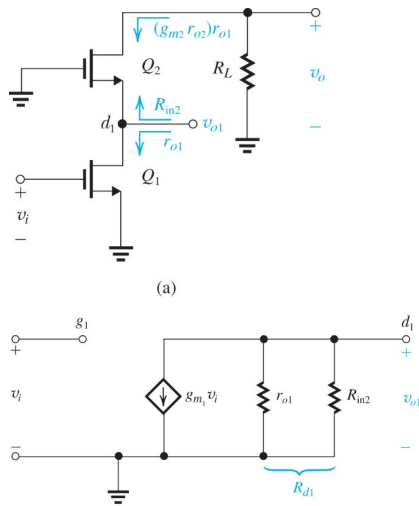 (g_{m2} r_{o2})r_{o1}
+
Q_2
R_L
v_o
R_{in2}
d_1
v_{o1}
−
r_{o1}
Q_1
+
v_i
−
(a)
g_1
d_1
+
+
v_i
g_{m_1}v_i
r_{o1}
R_{in2}
v_{o1}
−
−
R_{d1}